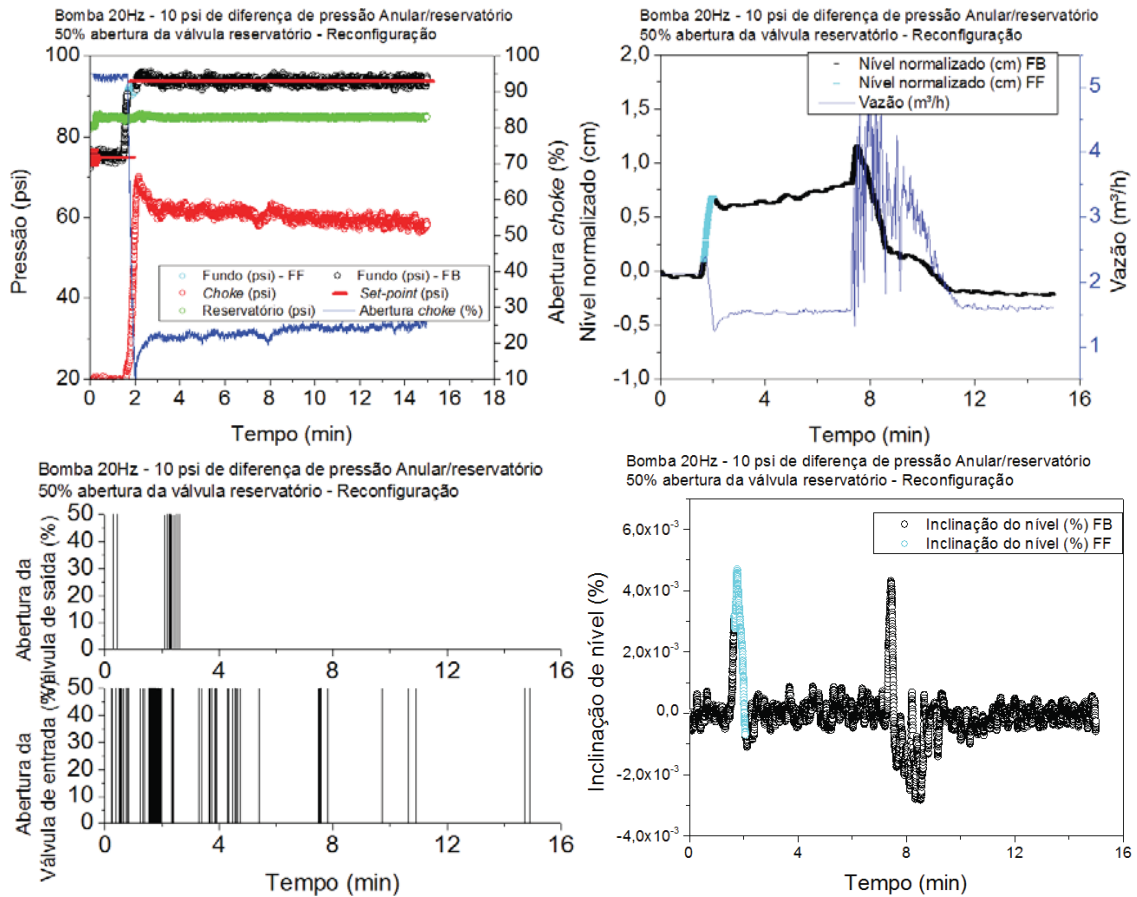 Bomba 20Hz - 10 psi de diferença de pressão Anular/reservatório
50% abertura da válvula reservatório - Reconfiguração
Pressão (psi)
100
80
60
40
20
0 2 4 6 8 10 12 14 16 18
Tempo (min)
100
90
80
70
60
50
40
30
20
10
Abertura choke (%)
Fundo (psi) - FF
Fundo (psi) - FB
Choke (psi)
Set-point (psi)
Reservatório (psi)
Abertura choke (%)
Bomba 20Hz - 10 psi de diferença de pressão Anular/reservatório
50% abertura da válvula reservatório - Reconfiguração
Nível normalizado (cm)
2,0
1,5
1,0
0,5
0,0
-0,5
-1,0
0 4 8 12 16
Tempo (min)
5
4
3
2
1
Vazão (m³/h)
Nível normalizado (cm) FB
Nível normalizado (cm) FF
Vazão (m³/h)
Bomba 20Hz - 10 psi de diferença de pressão Anular/reservatório
50% abertura da válvula reservatório - Reconfiguração
Abertura da
Válvula de saída (%)
50
40
30
20
10
0
0 4 8 12 16
Abertura da
Válvula de entrada (%)
50
40
30
20
10
0
0 4 8 12 16
Tempo (min)
Bomba 20Hz - 10 psi de diferença de pressão Anular/reservatório
50% abertura da válvula reservatório - Reconfiguração
Inclinação de nível (%)
6,0x10⁻³
4,0x10⁻³
2,0x10⁻³
0,0
-2,0x10⁻³
-4,0x10⁻³
0 4 8 12 16
Tempo (min)
Inclinação do nível (%) FB
Inclinação do nível (%) FF